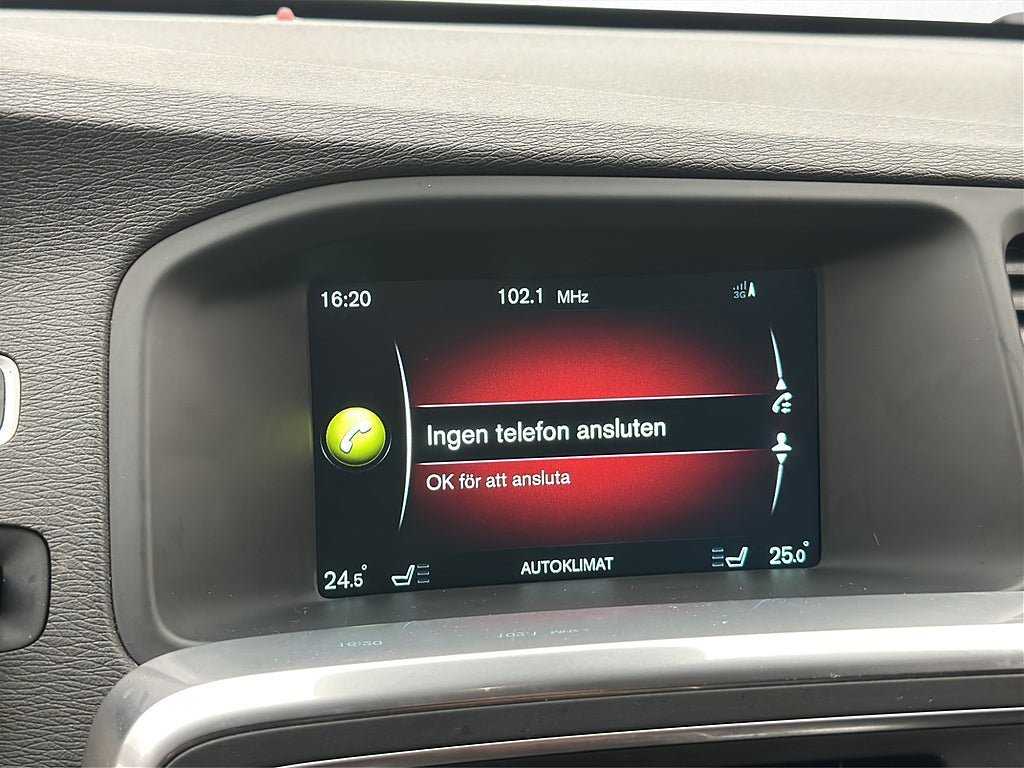 16:20 102.1 MHz 3G
Ingen telefon ansluten
OK för att ansluta
24.5° AUTOKLIMAT 25.0°